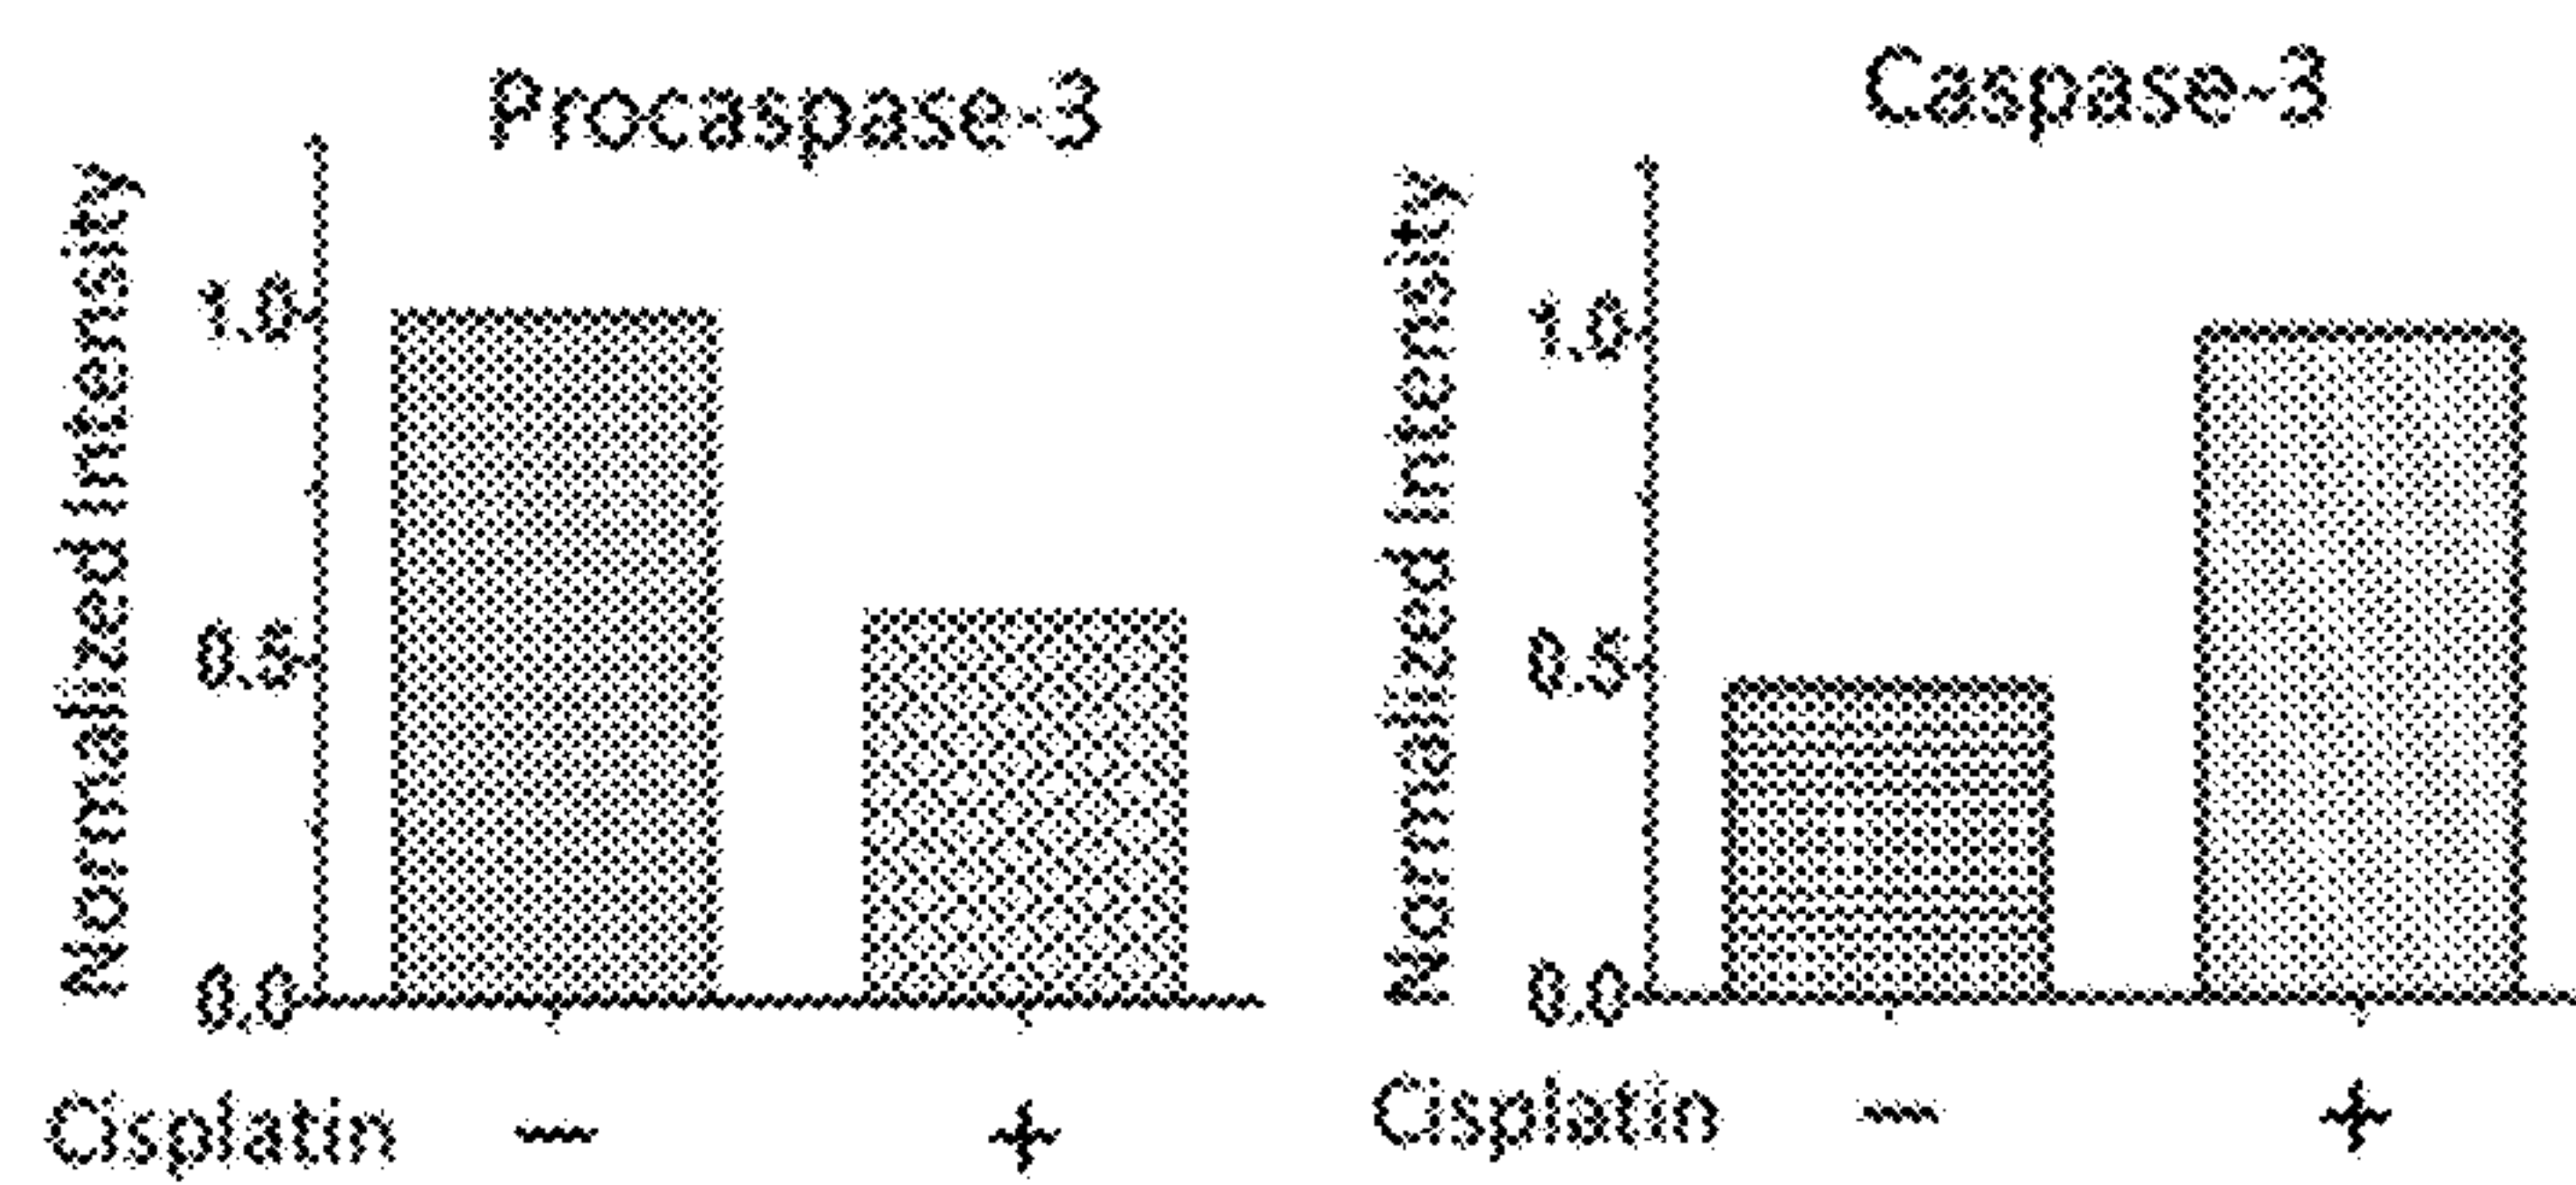 Procaspase-3
Normalized Intensity
1.0
0.5
0.0
Cisplatin − +
Caspase-3
Normalized Intensity
1.0
0.5
0.0
Cisplatin − +